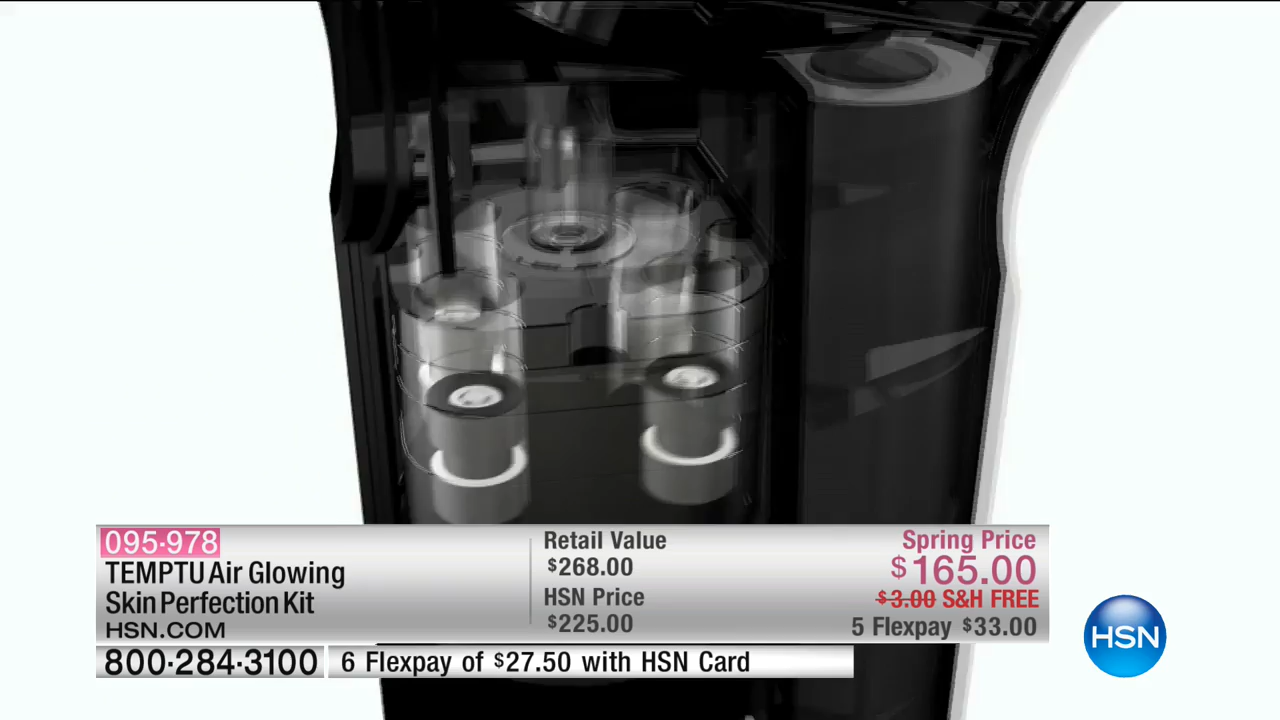 095·978
TEMPTU Air Glowing
Skin Perfection Kit
HSN.COM
Retail Value
$268.00
HSN Price
$225.00
Spring Price
$165.00
$3.00 S&H FREE
5 Flexpay $33.00
800·284·3100
6 Flexpay of $27.50 with HSN Card
HSN